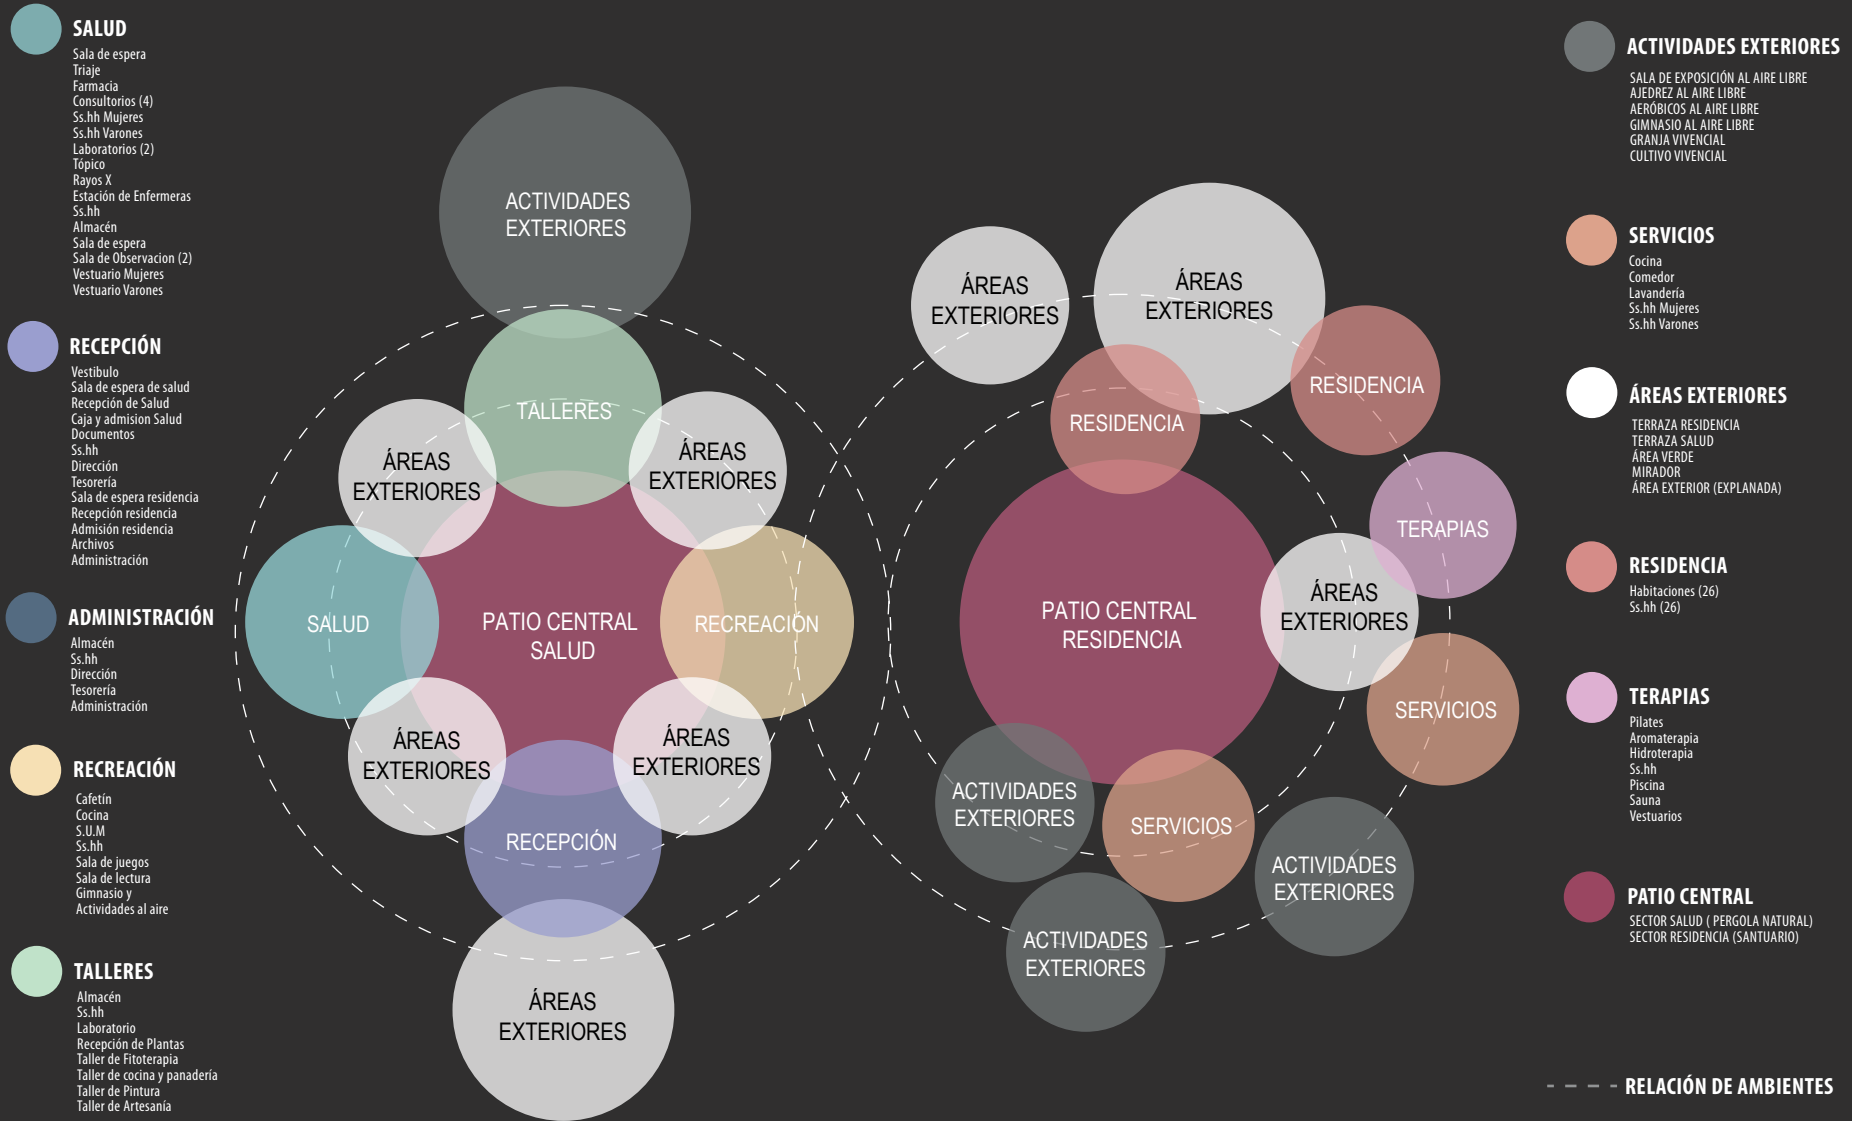 SALUD
Sala de espera
Triaje
Farmacia
Consultorios (4)
Ss.hh Mujeres
Ss.hh Varones
Laboratorios (2)
Tópico
Rayos X
Estación de Enfermeras
Ss.hh
Almacén
Sala de espera
Sala de Observacion (2)
Vestuario Mujeres
Vestuario Varones
RECEPCIÓN
Vestibulo
Sala de espera de salud
Recepción de Salud
Caja y admision Salud
Documentos
Ss.hh
Dirección
Tesorería
Sala de espera residencia
Recepción residencia
Admisión residencia
Archivos
Administración
ADMINISTRACIÓN
Almacén
Ss.hh
Dirección
Tesorería
Administración
RECREACIÓN
Cafetín
Cocina
S.U.M
Ss.hh
Sala de juegos
Sala de lectura
Gimnasio y
Actividades al aire
TALLERES
Almacén
Ss.hh
Laboratorio
Recepción de Plantas
Taller de Fitoterapia
Taller de cocina y panadería
Taller de Pintura
Taller de Artesanía
ACTIVIDADES
EXTERIORES
TALLERES
ÁREAS
EXTERIORES
ÁREAS
EXTERIORES
SALUD
PATIO CENTRAL
SALUD
RECREACIÓN
ÁREAS
EXTERIORES
ÁREAS
EXTERIORES
RECEPCIÓN
ÁREAS
EXTERIORES
ÁREAS
EXTERIORES
ÁREAS
EXTERIORES
RESIDENCIA
RESIDENCIA
TERAPIAS
PATIO CENTRAL
RESIDENCIA
ÁREAS
EXTERIORES
SERVICIOS
ACTIVIDADES
EXTERIORES
SERVICIOS
ACTIVIDADES
EXTERIORES
ACTIVIDADES
EXTERIORES
ACTIVIDADES EXTERIORES
SALA DE EXPOSICIÓN AL AIRE LIBRE
AJEDREZ AL AIRE LIBRE
AERÓBICOS AL AIRE LIBRE
GIMNASIO AL AIRE LIBRE
GRANJA VIVENCIAL
CULTIVO VIVENCIAL
SERVICIOS
Cocina
Comedor
Lavandería
Ss.hh Mujeres
Ss.hh Varones
ÁREAS EXTERIORES
TERRAZA RESIDENCIA
TERRAZA SALUD
ÁREA VERDE
MIRADOR
ÁREA EXTERIOR (EXPLANADA)
RESIDENCIA
Habitaciones (26)
Ss.hh (26)
TERAPIAS
Pilates
Aromaterapia
Hidroterapia
Ss.hh
Piscina
Sauna
Vestuarios
PATIO CENTRAL
SECTOR SALUD ( PERGOLA NATURAL)
SECTOR RESIDENCIA (SANTUARIO)
RELACIÓN DE AMBIENTES